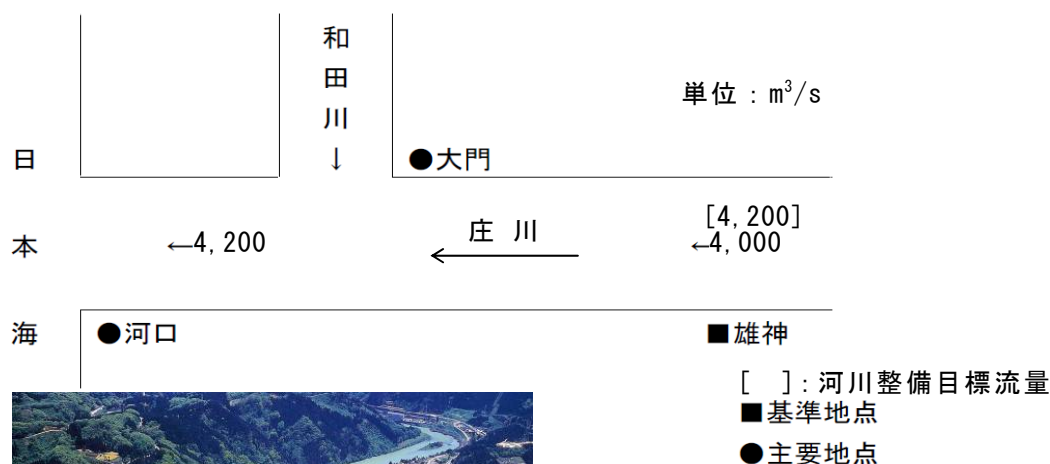 和田川↓
単位：m³/s
●大門
日本海
[4,200]
←4,200
庄川
←4,000
●河口
■雄神
[ ]：河川整備目標流量
■基準地点
●主要地点